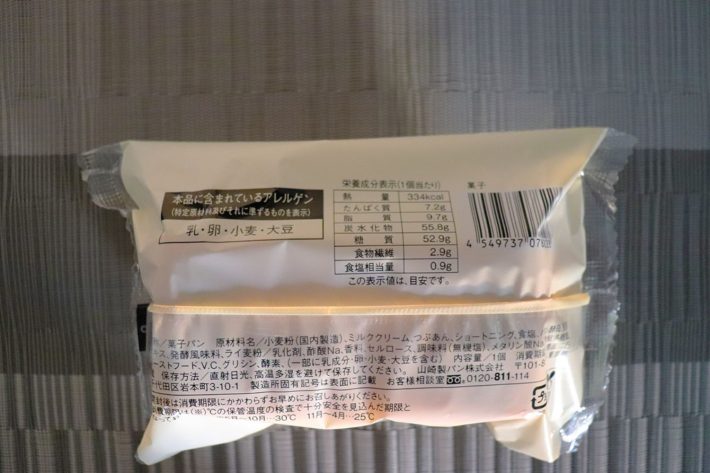 本品に含まれているアレルゲン
(特定原材料及びそれに準ずるものを表示)
乳・卵・小麦・大豆
栄養成分表示(1個当たり)
熱 量 334kcal
たんぱく質 7.2g
脂 質 9.7g
炭水化物 55.8g
糖 質 52.9g
食物繊維 2.9g
食塩相当量 0.9g
この表示値は、目安です。
菓子
4 549737 07
/菓子パン 原材料名/小麦粉(国内製造)、ミルククリーム、つぶあん、ショートニング、食塩、
発酵風味料、ライ麦粉/乳化剤、酢酸Na、香料、セルロース、調味料(無機塩)、メタリン酸Na、
ーストフード、V.C、グリシン、酵素、(一部に乳成分・卵・小麦・大豆を含む) 内容量/1個 消費期限
保存方法/直射日光、高温多湿を避けて保存してください。 山崎製パン株式会社 〒101-8
代田区岩本町3-10-1 製造所固有記号は表面に記載 お客様相談室 0120-811-114
封後は消費期限にかかわらずお早めにお召しあがりください。
費期限は(※)℃の保管温度の検査で十分安全を見込んだ期限と
〜10月…30℃ 11月〜4月…25℃